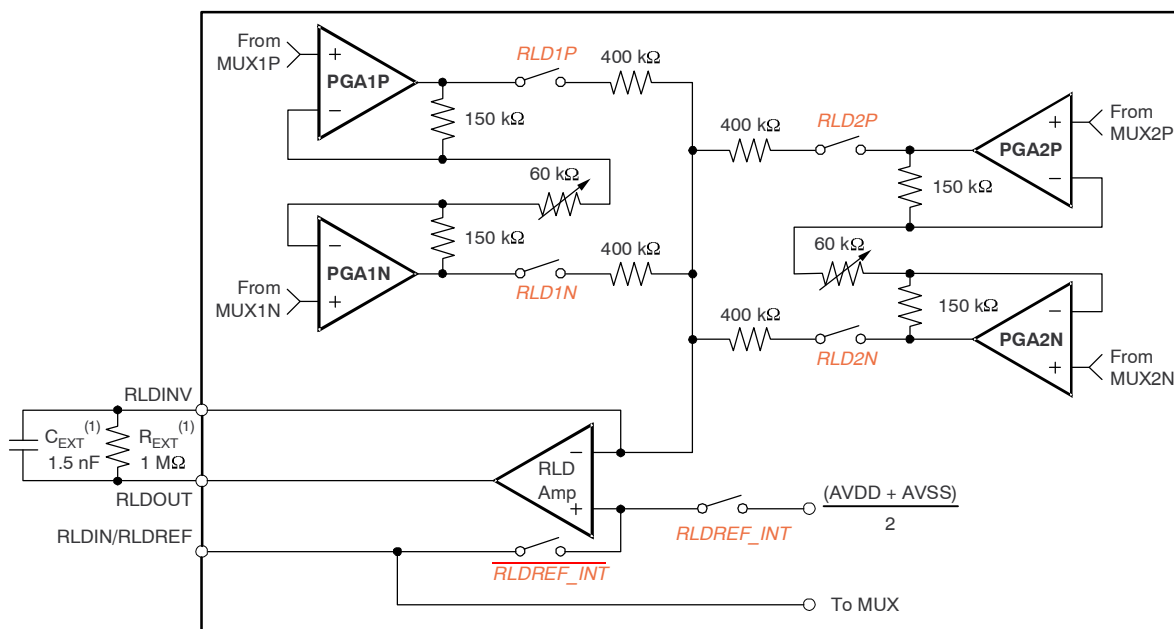 From
MUX1P
+
PGA1P
−
RLD1P
400 kΩ
150 kΩ
400 kΩ
RLD2P
+
PGA2P
−
From
MUX2P
150 kΩ
60 kΩ
−
PGA1N
+
150 kΩ
400 kΩ
RLD1N
From
MUX1N
60 kΩ
150 kΩ
400 kΩ
RLD2N
−
PGA2N
+
From
MUX2N
RLDINV
C_EXT (1)
1.5 nF
R_EXT (1)
1 MΩ
RLDOUT
−
RLD
Amp
+
(AVDD + AVSS)
2
RLDREF_INT
RLDIN/RLDREF
RLDREF_INT
To MUX